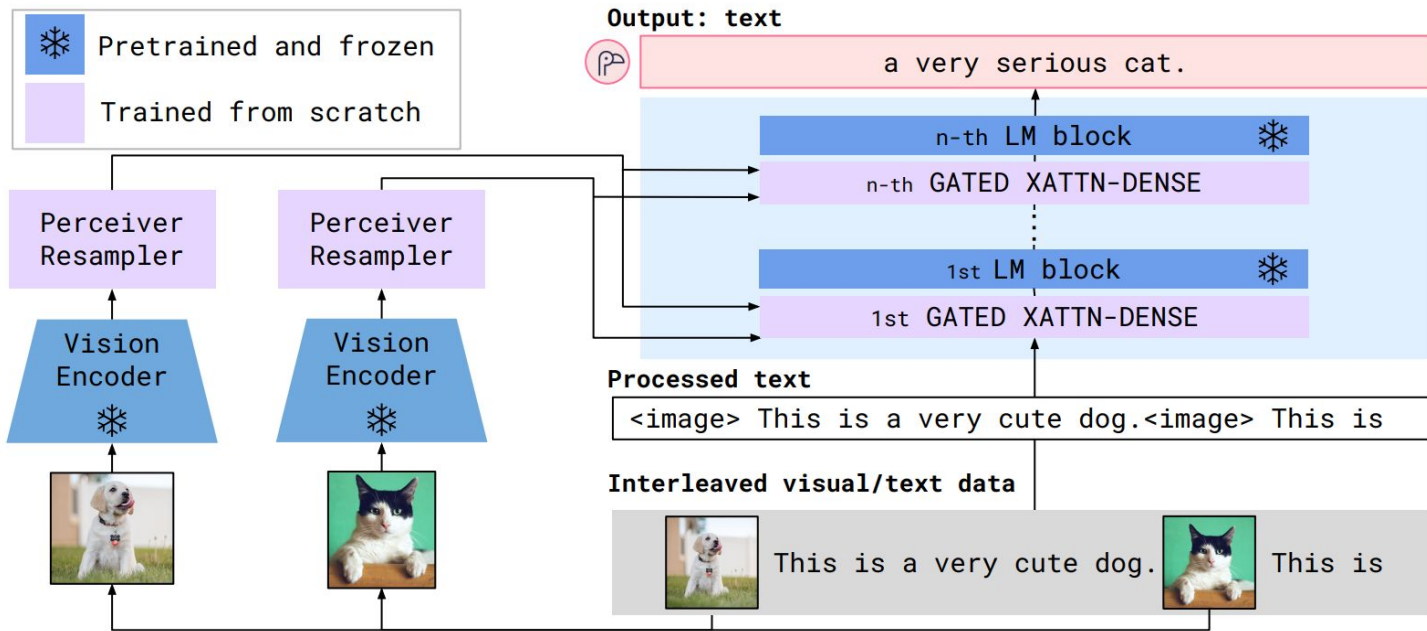 Pretrained and frozen
Trained from scratch
Perceiver
Resampler
Perceiver
Resampler
Vision
Encoder
Vision
Encoder
Output: text
a very serious cat.
n-th LM block
n-th GATED XATTN-DENSE
1st LM block
1st GATED XATTN-DENSE
Processed text
<image> This is a very cute dog.<image> This is
Interleaved visual/text data
This is a very cute dog.
This is